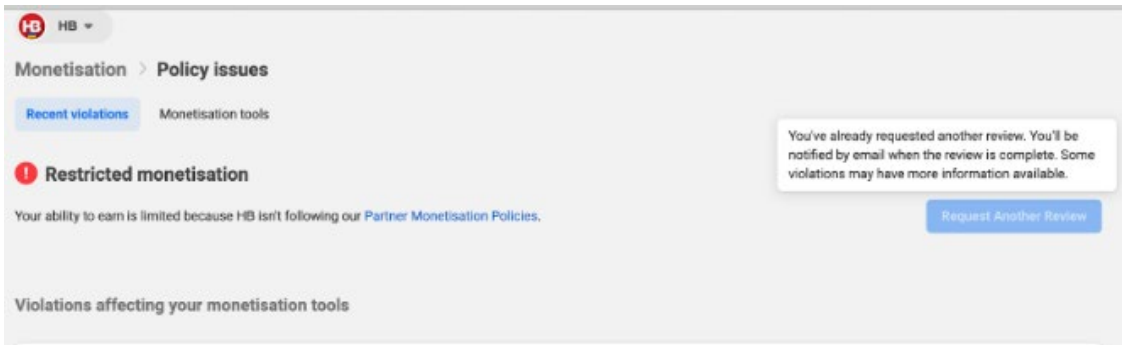 HB HB
Monetisation > Policy issues
Recent violations Monetisation tools
You've already requested another review. You'll be
notified by email when the review is complete. Some
violations may have more information available.
! Restricted monetisation
Your ability to earn is limited because HB isn't following our Partner Monetisation Policies.
Request Another Review
Violations affecting your monetisation tools